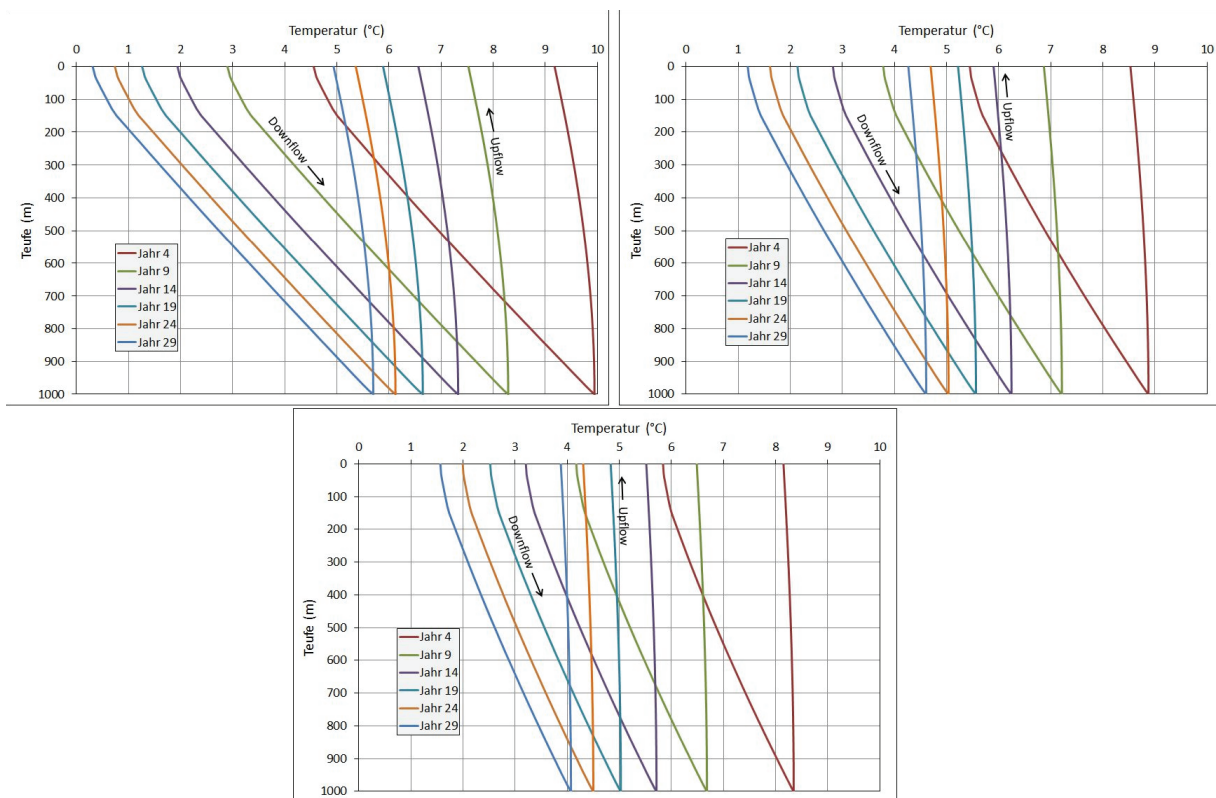 Temperatur (°C)
0 1 2 3 4 5 6 7 8 9 10
Teufe (m)
0
100
200
300
400
500
600
700
800
900
1000
Downflow
Upflow
Jahr 4
Jahr 9
Jahr 14
Jahr 19
Jahr 24
Jahr 29
Temperatur (°C)
0 1 2 3 4 5 6 7 8 9 10
Teufe (m)
0
100
200
300
400
500
600
700
800
900
1000
Downflow
Upflow
Jahr 4
Jahr 9
Jahr 14
Jahr 19
Jahr 24
Jahr 29
Temperatur (°C)
0 1 2 3 4 5 6 7 8 9 10
Teufe (m)
0
100
200
300
400
500
600
700
800
900
1000
Downflow
Upflow
Jahr 4
Jahr 9
Jahr 14
Jahr 19
Jahr 24
Jahr 29